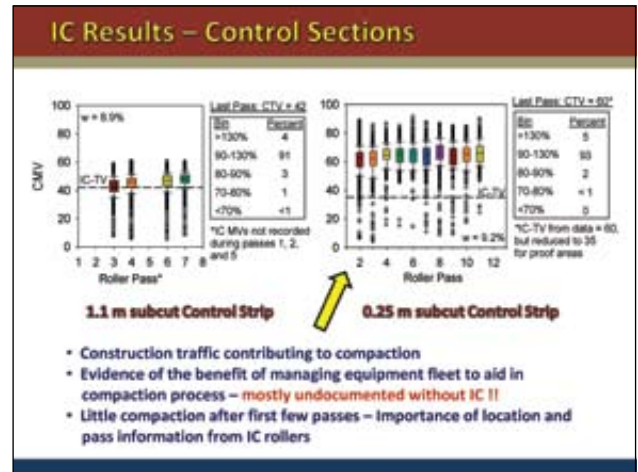 IC Results – Control Sections
100
80
60
40
20
0
CMV
w = 8.9%
IC-TV
1 2 3 4 5 6 7 8
Roller Pass*
Last Pass: CTV = 42
Bin Percent
>130% 4
90-130% 91
80-90% 3
70-80% 1
<70% <1
*IC MVs not recorded
during passes 1, 2,
and 5
100
80
60
40
20
0
IC-TV
w = 9.2%
2 4 6 8 10 12
Roller Pass
Last Pass: CTV = 60*
Bin Percent
>130% 5
90-130% 93
80-90% 2
70-80% <1
<70% 0
*IC-TV from data = 60,
but reduced to 35
for proof areas
1.1 m subcut Control Strip
0.25 m subcut Control Strip
• Construction traffic contributing to compaction
• Evidence of the benefit of managing equipment fleet to aid in
compaction process – mostly undocumented without IC !!
• Little compaction after first few passes – Importance of location and
pass information from IC rollers